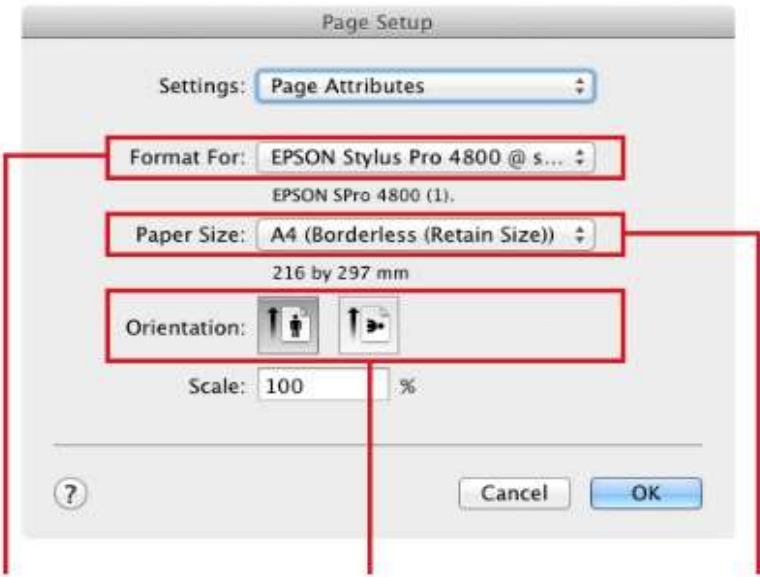 Page Setup
Settings: Page Attributes
Format For: EPSON Stylus Pro 4800 @ s...
EPSON SPro 4800 (1).
Paper Size: A4 (Borderless (Retain Size))
216 by 297 mm
Orientation:
Scale: 100 %
? Cancel OK